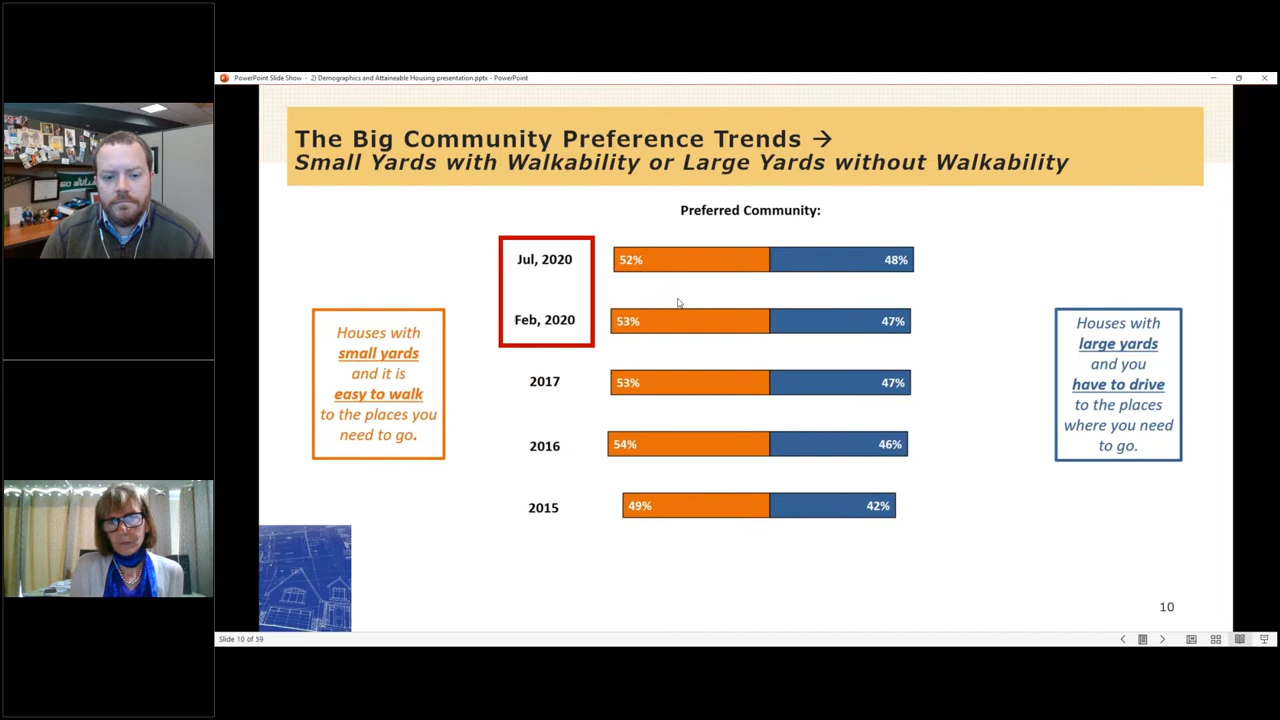 PowerPoint Slide Show - 2) Demographics and Attaineable Housing presentation.pptx - PowerPoint
The Big Community Preference Trends →
Small Yards with Walkability or Large Yards without Walkability
Preferred Community:
Jul, 2020
52%
48%
Feb, 2020
53%
47%
2017
53%
47%
2016
54%
46%
2015
49%
42%
Houses with
small yards
and it is
easy to walk
to the places you
need to go.
Houses with
large yards
and you
have to drive
to the places
where you need
to go.
10
Slide 10 of 59